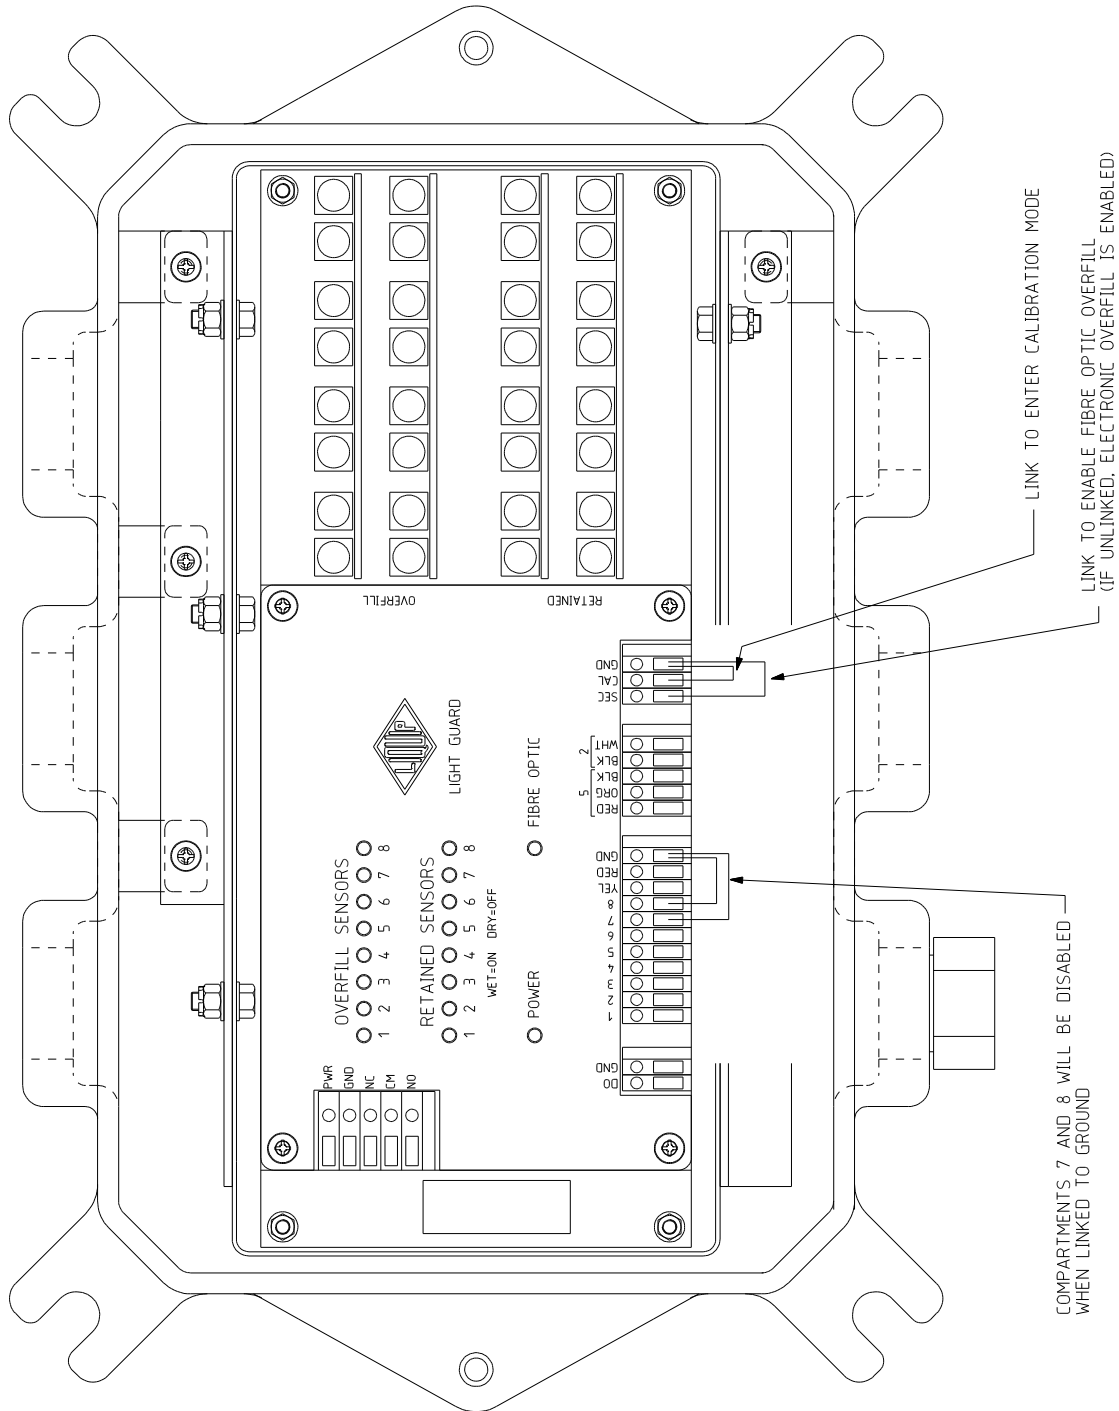 OVERFILL
RETAINED
LIQUIP
LIGHT GUARD
OVERFILL SENSORS
1 2 3 4 5 6 7 8
RETAINED SENSORS
1 2 3 4 5 6 7 8
WET=ON DRY=OFF
POWER
FIBRE OPTIC
PWR
GND
NC
CM
NO
GND
CAL
SEC
2
WHT
BLK
5
BLK
ORG
RED
GND
RED
YEL
8
7
6
5
4
3
2
1
GND
DO
LINK TO ENTER CALIBRATION MODE
LINK TO ENABLE FIBRE OPTIC OVERFILL
(IF UNLINKED, ELECTRONIC OVERFILL IS ENABLED)
COMPARTMENTS 7 AND 8 WILL BE DISABLED
WHEN LINKED TO GROUND